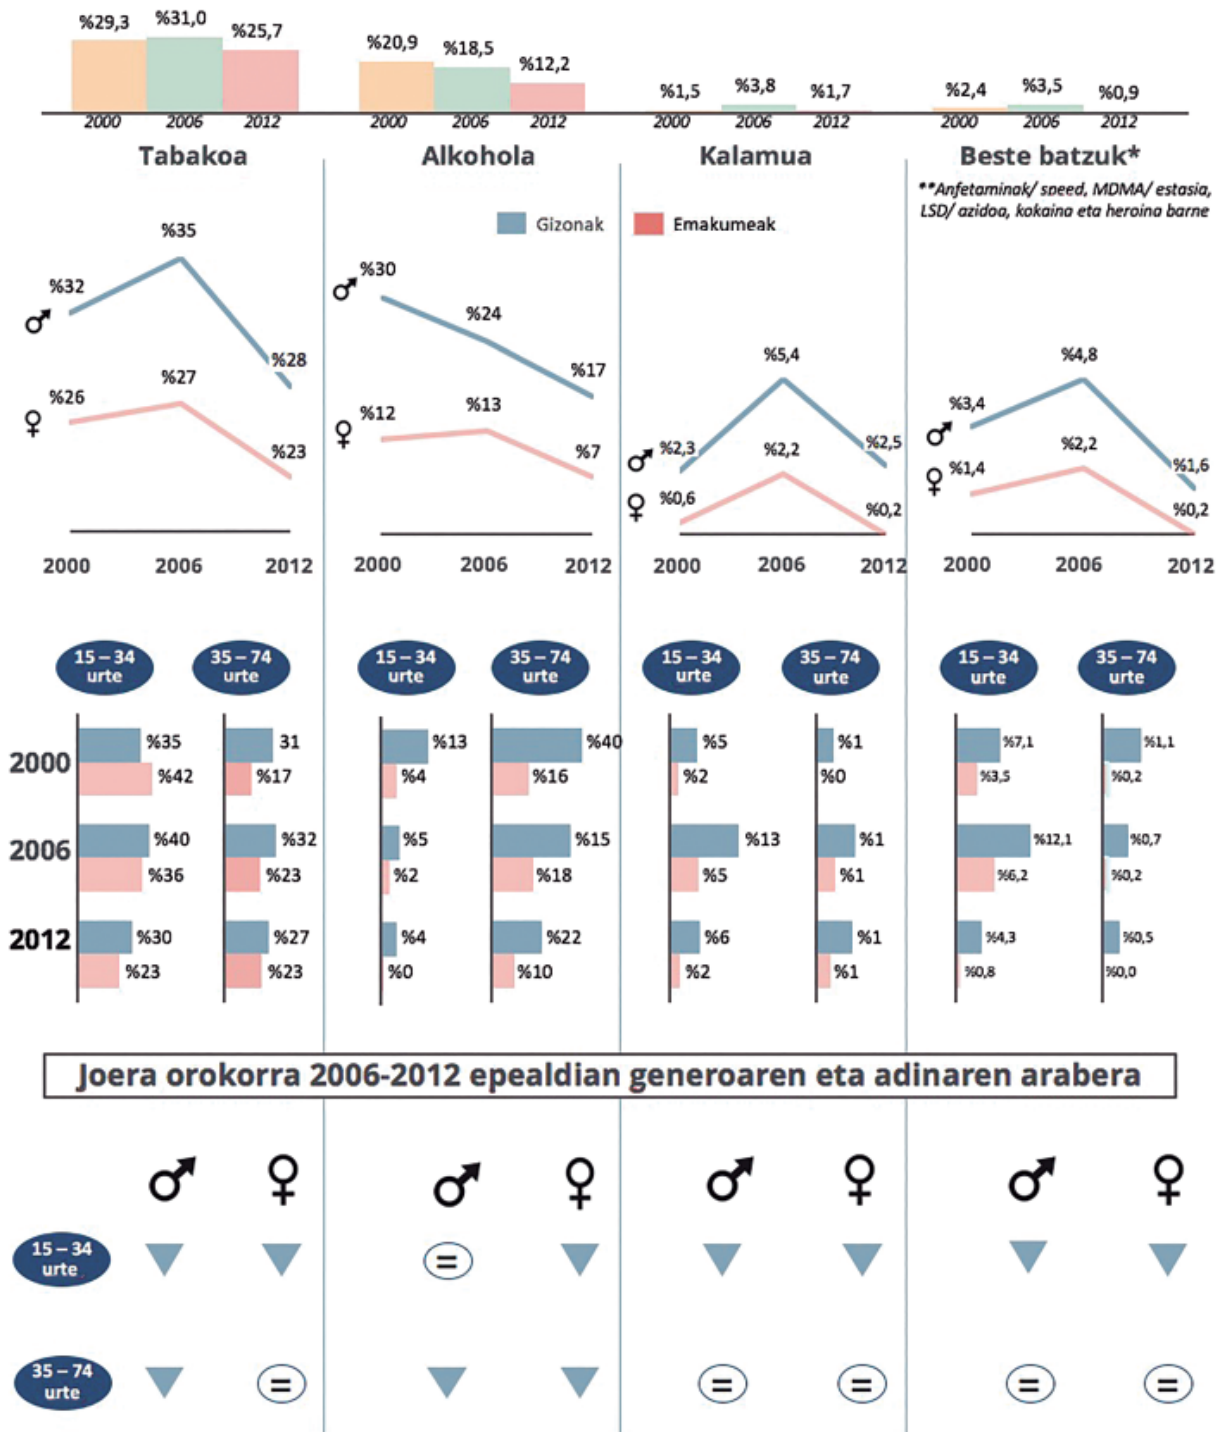 %29,3 %31,0 %25,7 %20,9 %18,5 %12,2 %1,5 %3,8 %1,7 %2,4 %3,5 %0,9
2000 2006 2012 2000 2006 2012 2000 2006 2012 2000 2006 2012
Tabakoa Alkohola Kalamua Beste batzuk*
**Anfetaminak/ speed, MDMA/ estasia,
LSD/ azidoa, kokaina eta heroina barne
Gizonak Emakumeak
%32 %35 %28
%26 %27 %23
2000 2006 2012
%30 %24 %17
%12 %13 %7
2000 2006 2012
%2,3 %5,4 %2,5
%0,6 %2,2 %0,2
2000 2006 2012
%3,4 %4,8 %1,6
%1,4 %2,2 %0,2
2000 2006 2012
15 – 34 35 – 74 15 – 34 35 – 74 15 – 34 35 – 74 15 – 34 35 – 74
urte urte urte urte urte urte urte urte
%35 31 %13 %40 %5 %1 %7,1 %1,1
2000
%42 %17 %4 %16 %2 %0 %3,5 %0,2
%40 %32 %5 %15 %13 %1 %12,1 %0,7
2006
%36 %23 %2 %18 %5 %1 %6,2 %0,2
%30 %27 %4 %22 %6 %1 %4,3 %0,5
2012
%23 %23 %0 %10 %2 %1 %0,8 %0,0
Joera orokorra 2006-2012 epealdian generoaren eta adinaren arabera
15 – 34
urte
=
35 – 74
urte
= = = = =